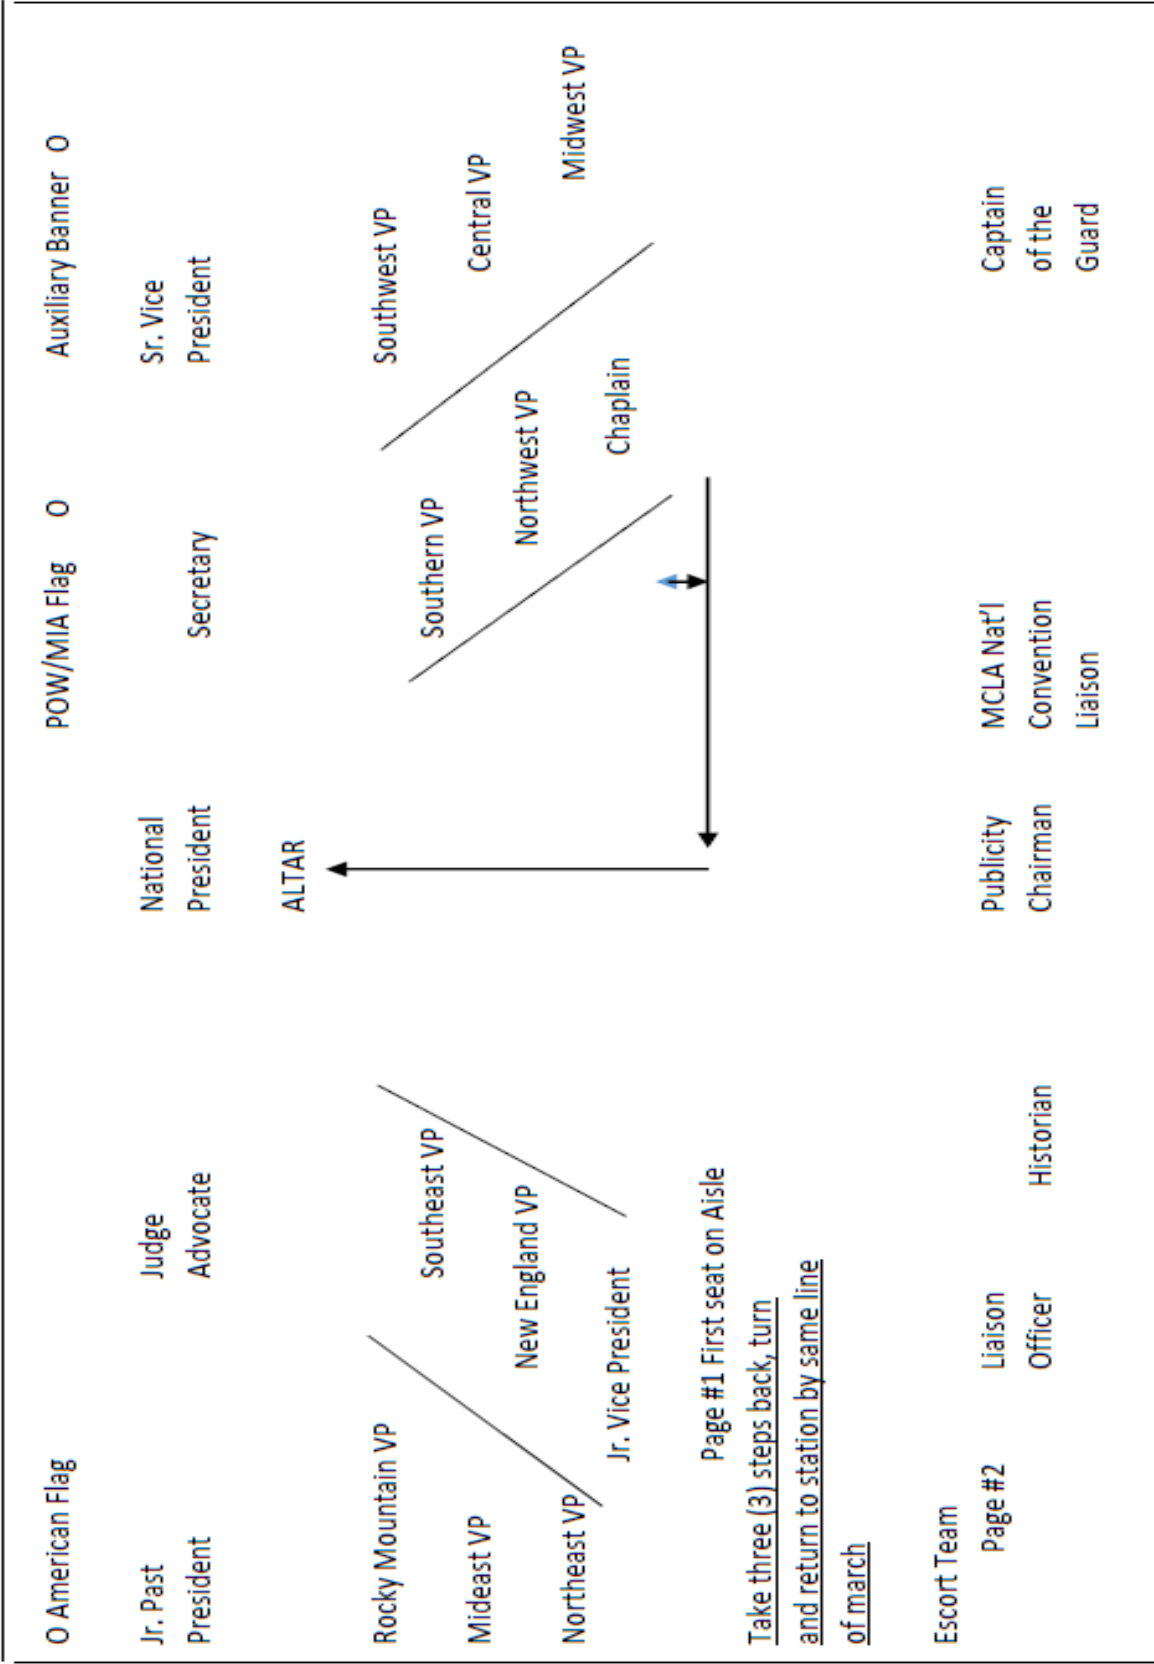 O American Flag POW/MIA Flag O Auxiliary Banner O
Jr. Past Judge National Sr. Vice
President Advocate President Secretary President
ALTAR
Rocky Mountain VP Southwest VP
Southeast VP Southern VP
Mideast VP Central VP
New England VP Northwest VP
Northeast VP Midwest VP
Jr. Vice President Chaplain
Page #1 First seat on Aisle
Take three (3) steps back, turn
and return to station by same line
of march
Escort Team
Page #2 Liaison Publicity MCLA Nat'l Captain
Officer Historian Chairman Convention of the
Liaison Guard